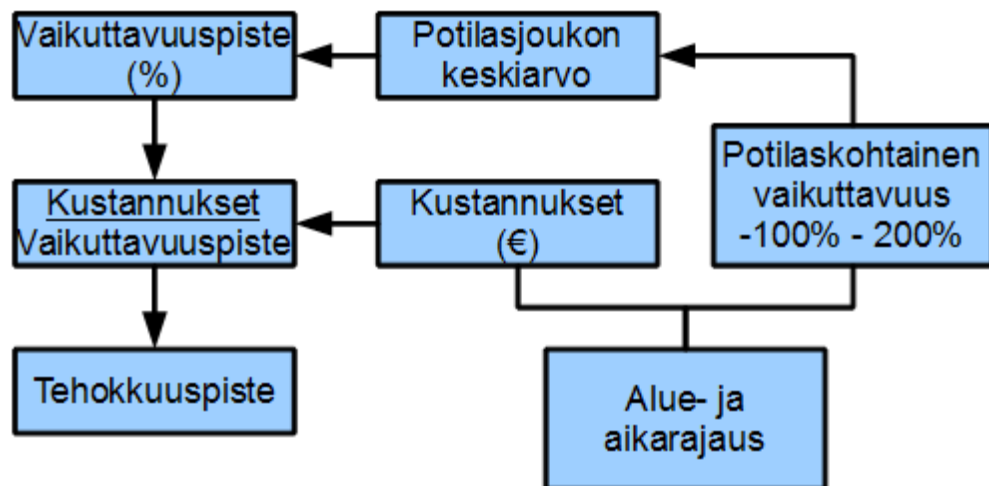 Vaikuttavuuspiste
(%)
Potilasjoukon
keskiarvo
Potilaskohtainen
vaikuttavuus
-100% - 200%
Kustannukset
Vaikuttavuuspiste
Kustannukset
(€)
Tehokkuuspiste
Alue- ja
aikarajaus